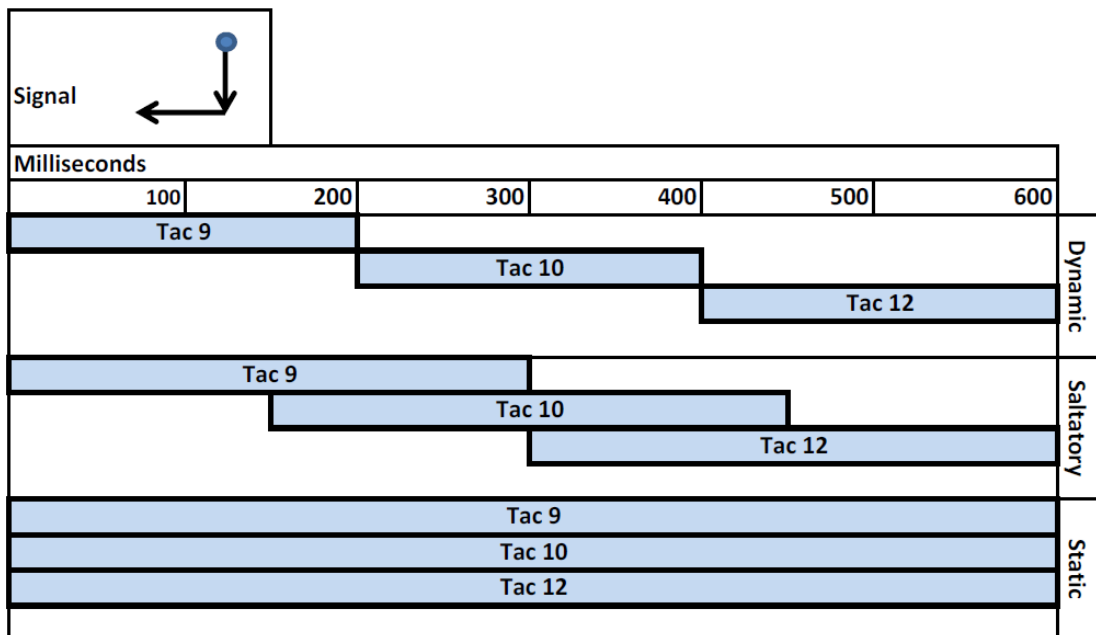 Signal
Milliseconds
100 200 300 400 500 600
Tac 9
Tac 10
Tac 12
Dynamic
Tac 9
Tac 10
Tac 12
Saltatory
Tac 9
Tac 10
Tac 12
Static